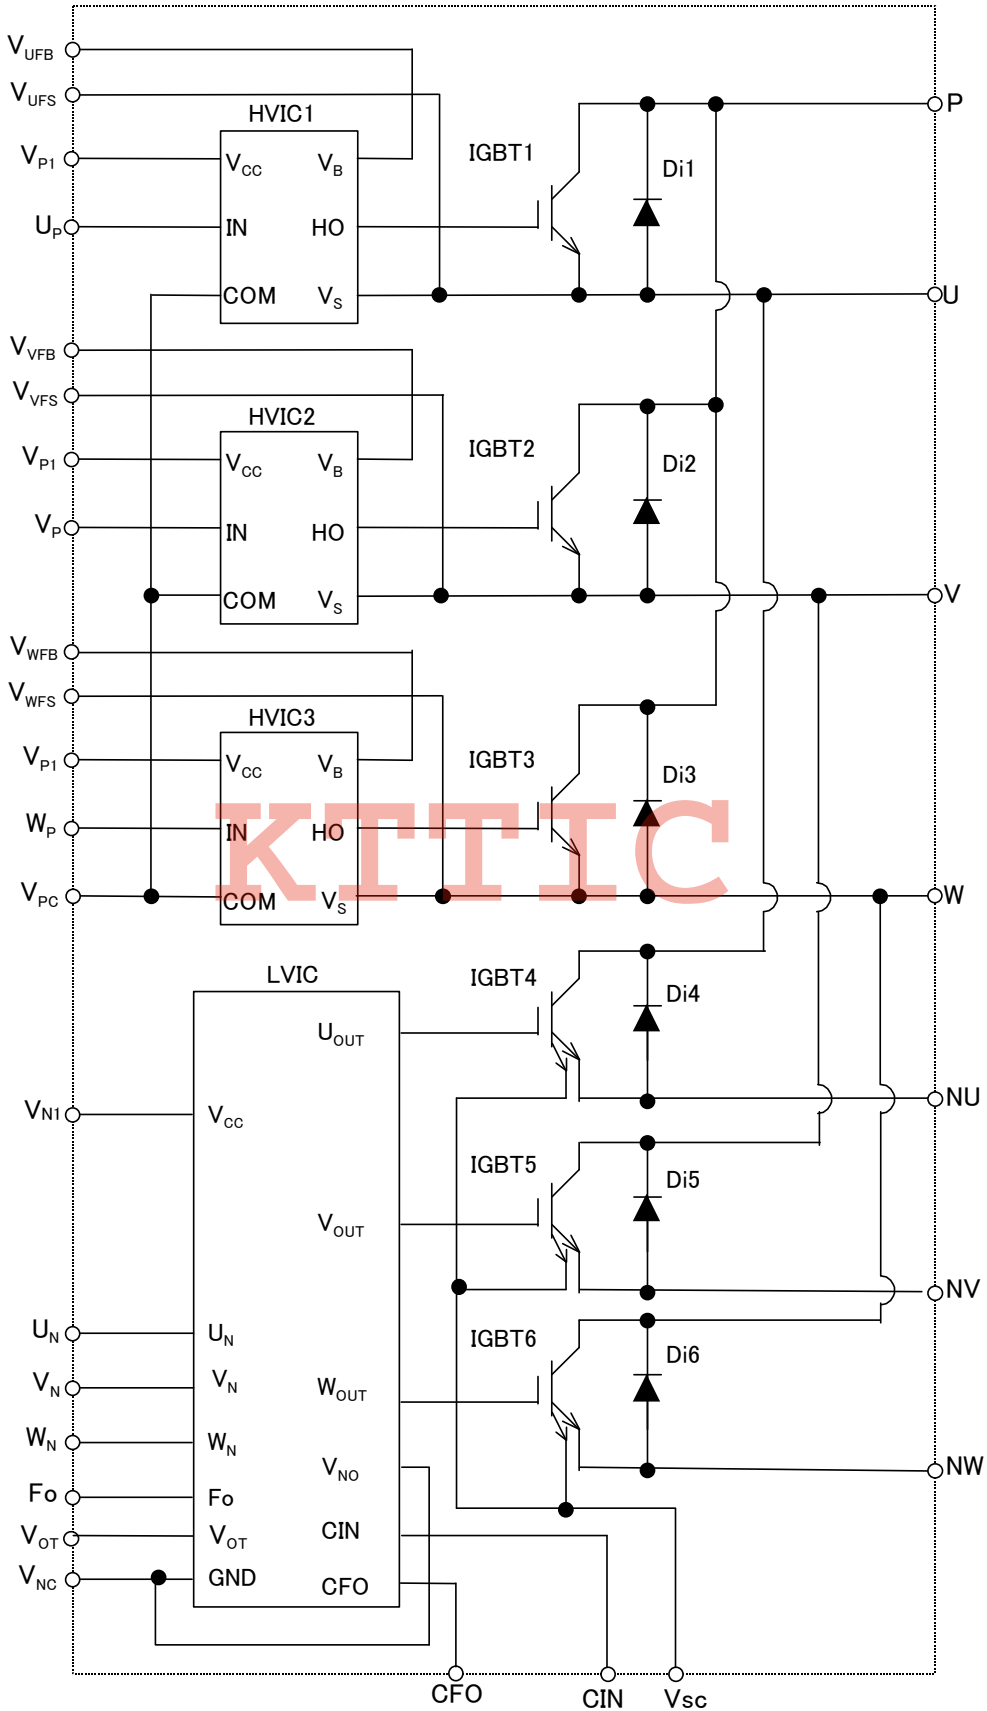 VUFB
VUFS
HVIC1
P
VP1
VCC
VB
IGBT1
Di1
UP
IN
HO
COM
VS
U
VVFB
VVFS
HVIC2
VP1
VCC
VB
IGBT2
Di2
VP
IN
HO
COM
VS
V
VWFB
VWFS
HVIC3
VP1
VCC
VB
IGBT3
Di3
WP
IN
HO
KTTIC
VPC
COM
VS
W
LVIC
IGBT4
Di4
UOUT
VN1
VCC
NU
IGBT5
Di5
VOUT
NV
UN
UN
IGBT6
Di6
VN
VN
WOUT
WN
WN
VNO
NW
Fo
Fo
VOT
VOT
CIN
VNC
GND
CFO
CFO
CIN
Vsc